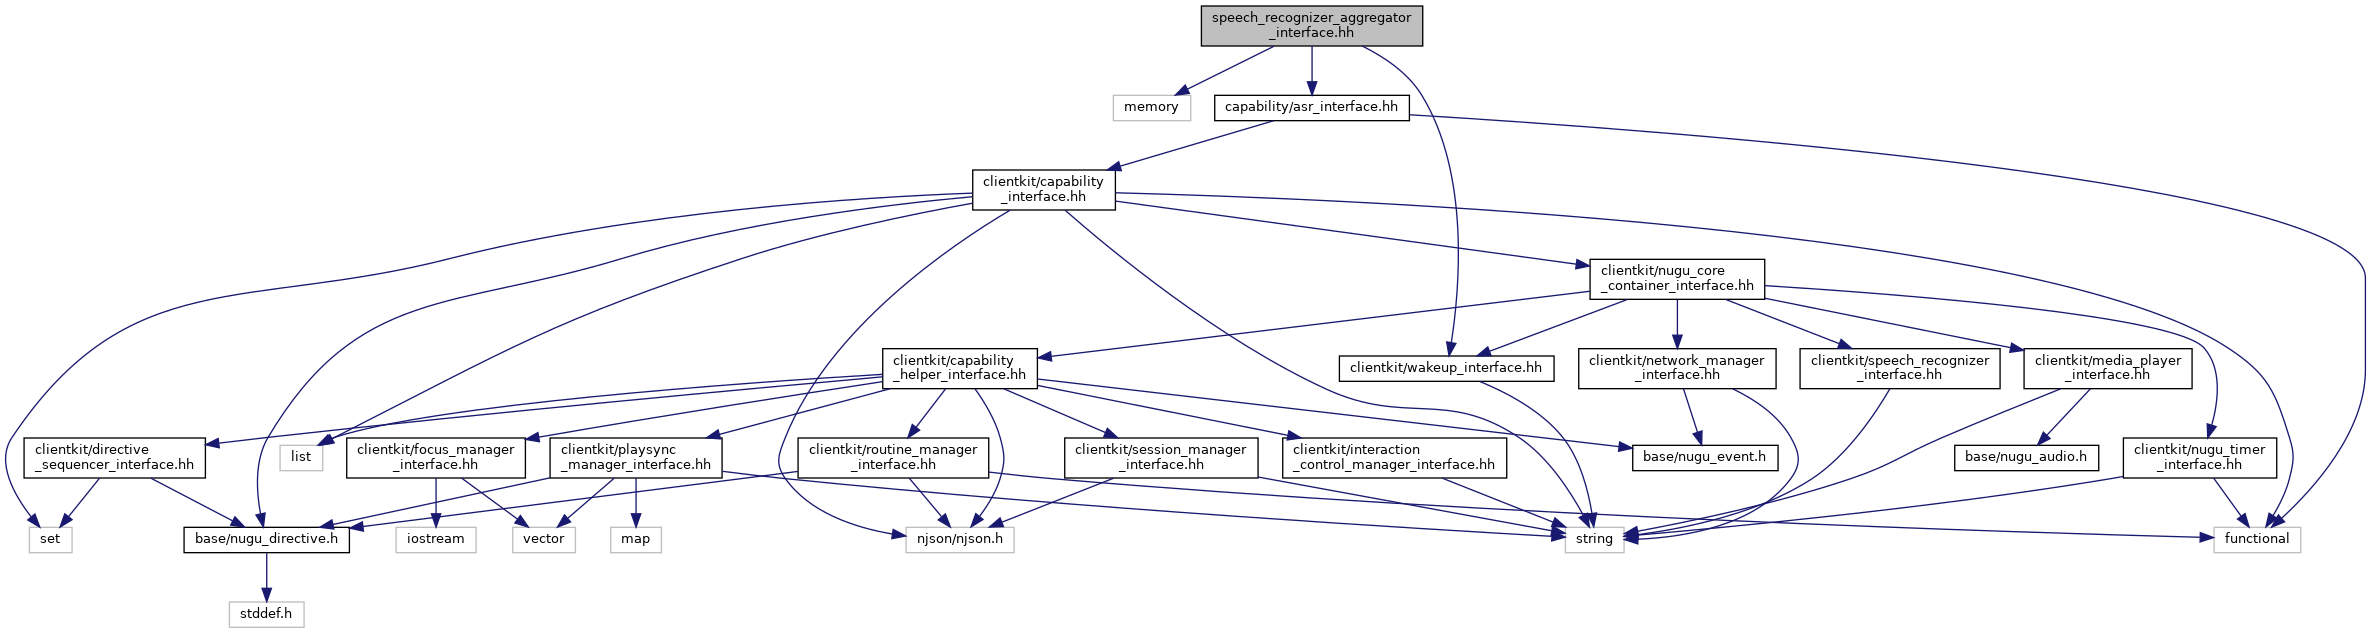 speech_recognizer_aggregator
_interface.hh
memory
capability/asr_interface.hh
clientkit/capability
_interface.hh
clientkit/nugu_core
_container_interface.hh
clientkit/capability
_helper_interface.hh
clientkit/wakeup_interface.hh
clientkit/network_manager
_interface.hh
clientkit/speech_recognizer
_interface.hh
clientkit/media_player
_interface.hh
clientkit/directive
_sequencer_interface.hh
list
clientkit/focus_manager
_interface.hh
clientkit/playsync
_manager_interface.hh
clientkit/routine_manager
_interface.hh
clientkit/session_manager
_interface.hh
clientkit/interaction
_control_manager_interface.hh
base/nugu_event.h
base/nugu_audio.h
clientkit/nugu_timer
_interface.hh
set
base/nugu_directive.h
iostream
vector
map
njson/njson.h
string
functional
stddef.h